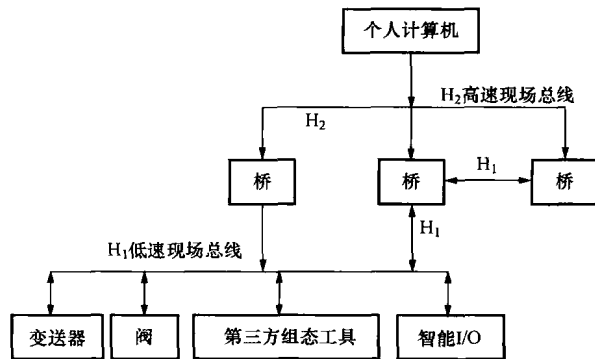 个人计算机
H₂高速现场总线
H₂
桥
桥
H₁
桥
H₁
H₁低速现场总线
变送器
阀
第三方组态工具
智能I/O